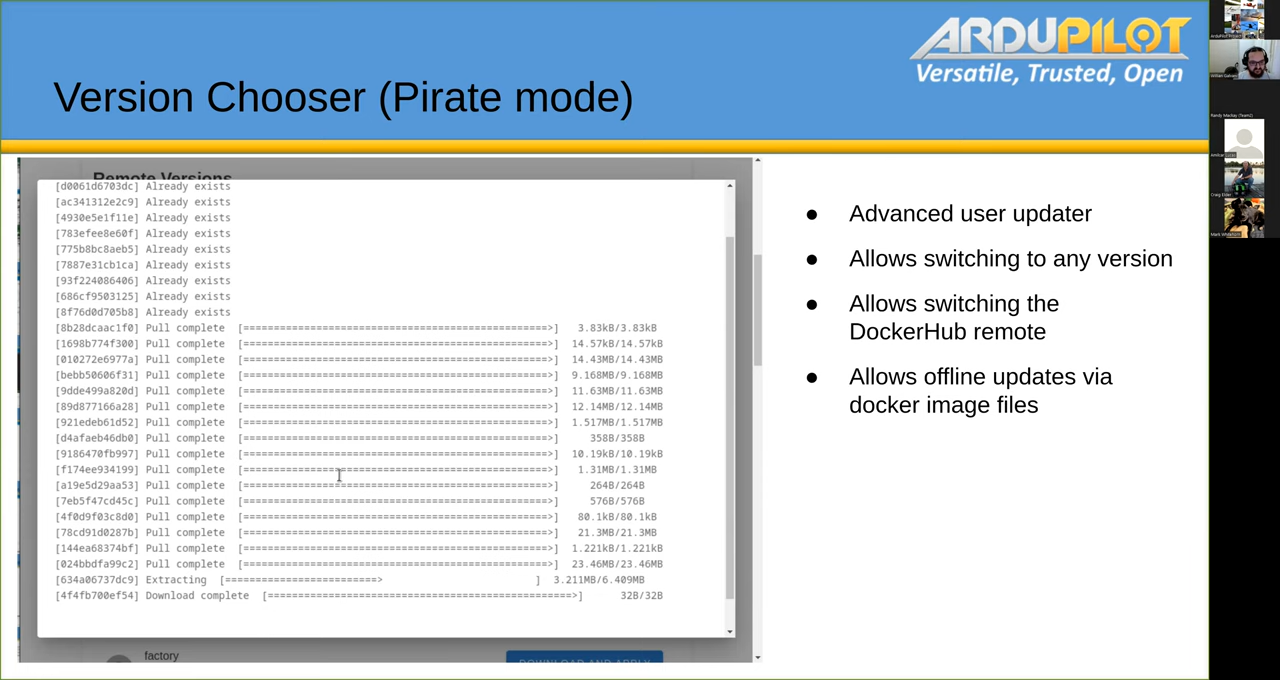 ARDUPILOT
Versatile, Trusted, Open
Version Chooser (Pirate mode)
Remote Versions
[d0061d6703dc] Already exists
[ac341312e2c9] Already exists
[4930e5e1f11e] Already exists
[783efee8e60f] Already exists
[775b8bc8aeb5] Already exists
[7887e31cb1ca] Already exists
[93f224086406] Already exists
[686cf9503125] Already exists
[8f76d0d705b8] Already exists
[8b28dcaac1f0] Pull complete [==================================================>] 3.83kB/3.83kB
[1698b774f300] Pull complete [==================================================>] 14.57kB/14.57kB
[010272e6977a] Pull complete [==================================================>] 14.43MB/14.43MB
[bebb50606f31] Pull complete [==================================================>] 9.168MB/9.168MB
[9dde499a820d] Pull complete [==================================================>] 11.63MB/11.63MB
[89d877166a28] Pull complete [==================================================>] 12.14MB/12.14MB
[921edeb61d52] Pull complete [==================================================>] 1.517MB/1.517MB
[d4afaeb46db0] Pull complete [==================================================>] 358B/358B
[9186470fb997] Pull complete [==================================================>] 10.19kB/10.19kB
[f174ee934199] Pull complete [==================================================>] 1.31MB/1.31MB
[a19e5d29aa53] Pull complete [==================================================>] 264B/264B
[7eb5f47cd45c] Pull complete [==================================================>] 576B/576B
[4f0d9f03c8d0] Pull complete [==================================================>] 80.1kB/80.1kB
[78cd91d0287b] Pull complete [==================================================>] 21.3MB/21.3MB
[144ea68374bf] Pull complete [==================================================>] 1.221kB/1.221kB
[024bbdfa99c2] Pull complete [==================================================>] 23.46MB/23.46MB
[634a06737dc9] Extracting [=========================> ] 3.211MB/6.409MB
[4f4fb700ef54] Download complete [==================================================>] 32B/32B
factory
DOWNLOAD AND APPLY
● Advanced user updater
● Allows switching to any version
● Allows switching the
DockerHub remote
● Allows offline updates via
docker image files